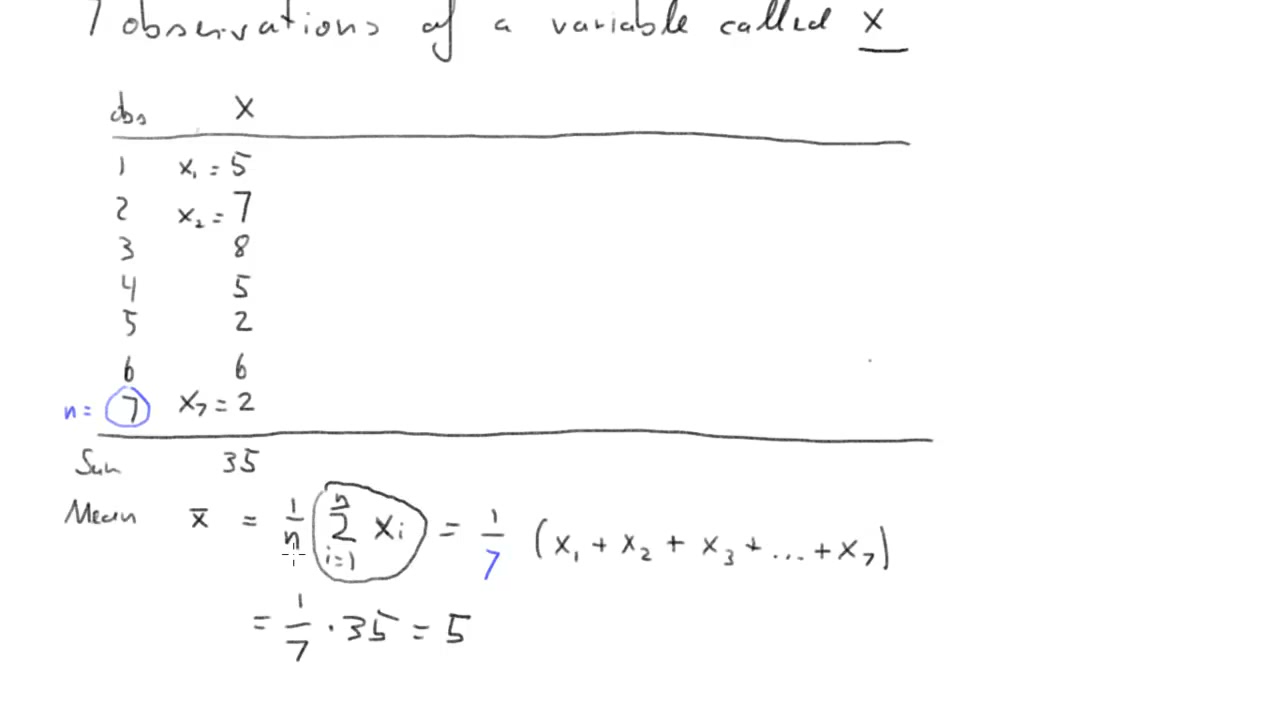 7 observations of a variable called x
obs X
1 x₁ = 5
2 x₂ = 7
3 8
4 5
5 2
6 6
n = 7 x₇ = 2
Sum 35
Mean x̄ = 1/n Σ_{i=1}^{n} xᵢ = 1/7 (x₁ + x₂ + x₃ + ... + x₇)
= 1/7 · 35 = 5